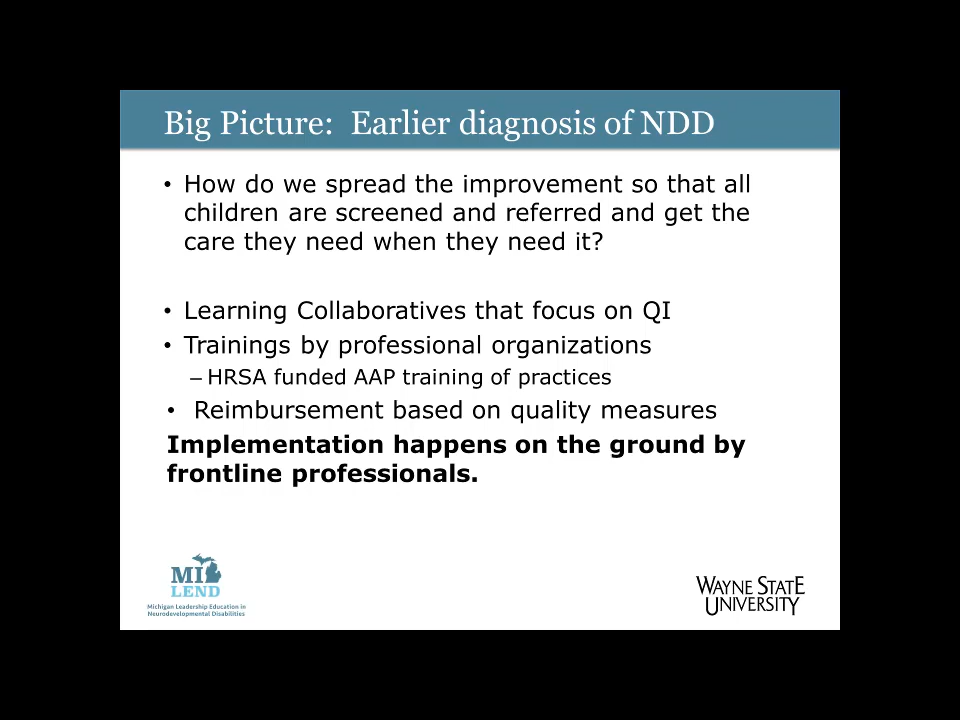 Big Picture:  Earlier diagnosis of NDD
• How do we spread the improvement so that all
children are screened and referred and get the
care they need when they need it?
• Learning Collaboratives that focus on QI
• Trainings by professional organizations
– HRSA funded AAP training of practices
• Reimbursement based on quality measures
Implementation happens on the ground by
frontline professionals.
MI
LEND
Michigan Leadership Education in
Neurodevelopmental Disabilities
WAYNE STATE
UNIVERSITY